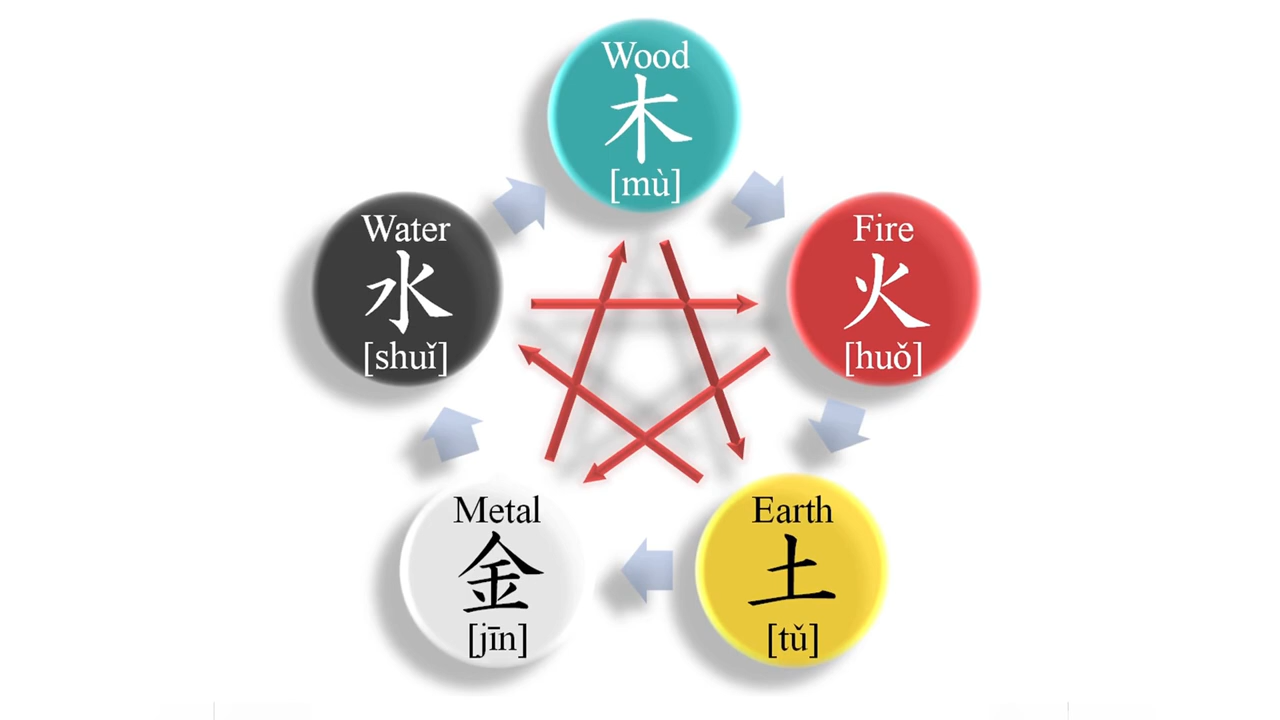 Wood
木
[mù]
Fire
火
[huǒ]
Earth
土
[tǔ]
Metal
金
[jīn]
Water
水
[shuǐ]